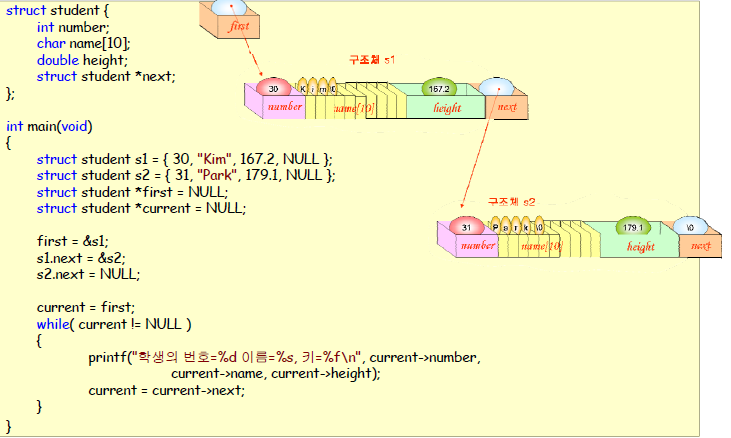 struct student {
int number;
char name[10];
double height;
struct student *next;
};
int main(void)
{
struct student s1 = { 30, "Kim", 167.2, NULL };
struct student s2 = { 31, "Park", 179.1, NULL };
struct student *first = NULL;
struct student *current = NULL;
first = &s1;
s1.next = &s2;
s2.next = NULL;
current = first;
while( current != NULL )
{
printf("학생의 번호=%d 이름=%s, 키=%f\n", current->number,
current->name, current->height);
current = current->next;
}
}
first
구조체 s1
30 K i m \0 167.2
number name[10] height next
구조체 s2
31 P a r k \0 179.1 \0
number name[10] height next